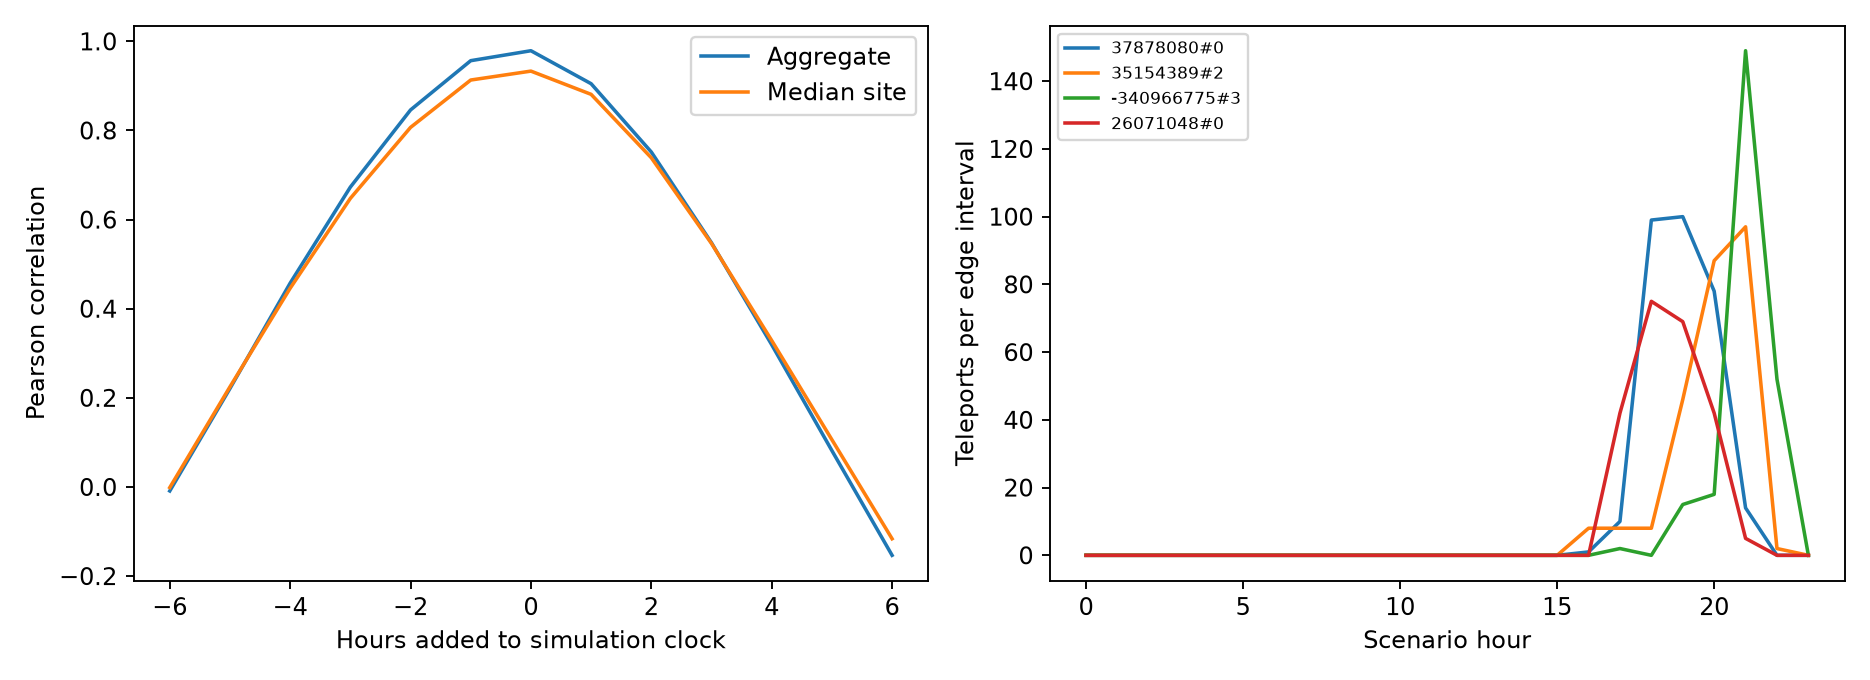 Pearson correlation
1.0
0.8
0.6
0.4
0.2
0.0
−0.2
Aggregate
Median site
−6 −4 −2 0 2 4 6
Hours added to simulation clock
Teleports per edge interval
140
120
100
80
60
40
20
0
37878080#0
35154389#2
-340966775#3
26071048#0
0 5 10 15 20
Scenario hour